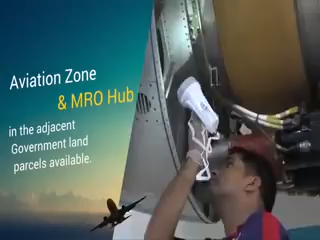 Aviation Zone
& MRO Hub
in the adjacent
Government land
parcels available.